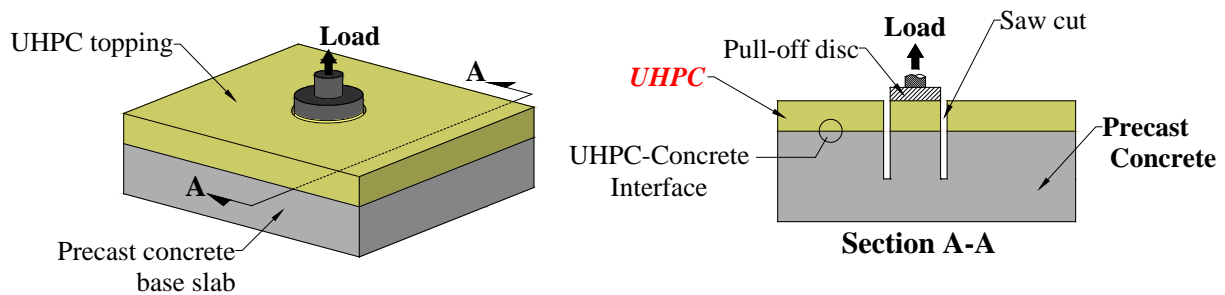 UHPC topping
Load
A
A
Precast concrete
base slab
Load
Saw cut
Pull-off disc
UHPC
UHPC-Concrete
Interface
Precast
Concrete
Section A-A